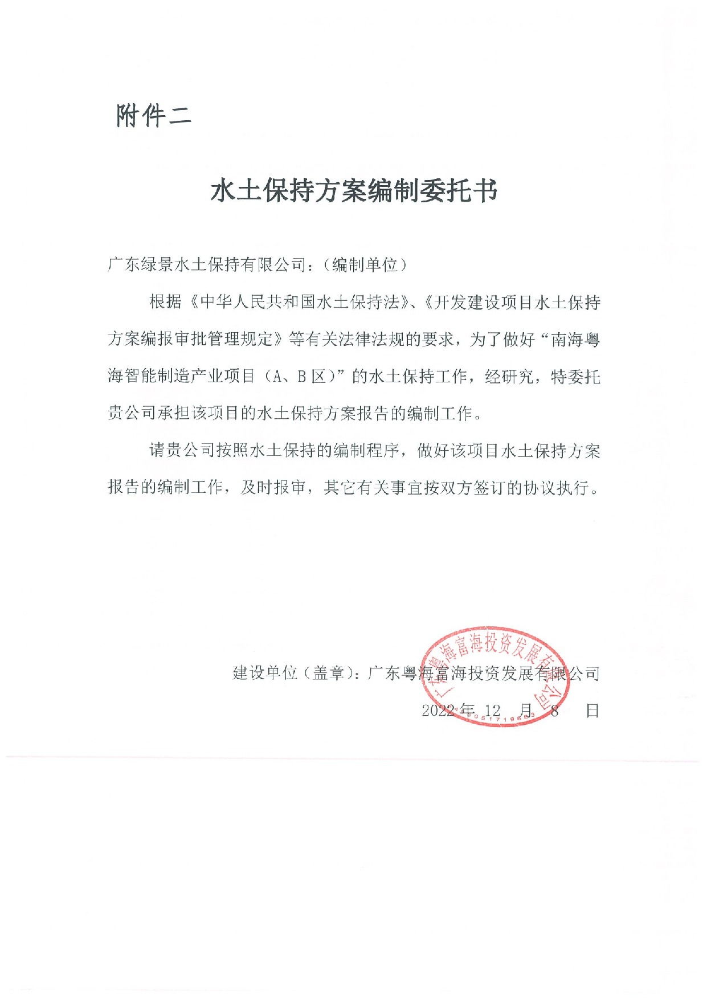 附件二
水土保持方案编制委托书
广东绿景水土保持有限公司：（编制单位）
根据《中华人民共和国水土保持法》、《开发建设项目水土保持
方案编报审批管理规定》等有关法律法规的要求，为了做好“南海粤
海智能制造产业项目（A、B区）”的水土保持工作，经研究，特委托
贵公司承担该项目的水土保持方案报告的编制工作。
请贵公司按照水土保持的编制程序，做好该项目水土保持方案
报告的编制工作，及时报审，其它有关事宜按双方签订的协议执行。
广东粤海富海投资发展有限公司
建设单位（盖章）：广东粤海富海投资发展有限公司
2022年 12 月 8 日